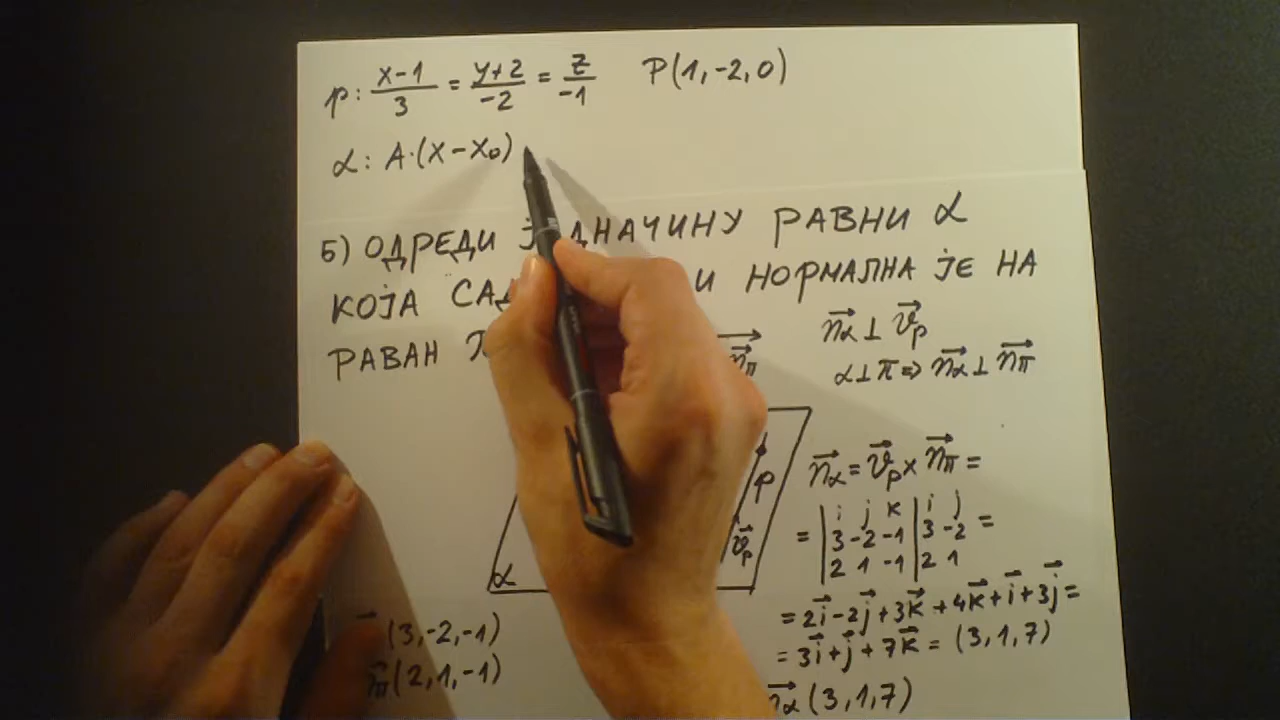 p: (x-1)/3 = (y+2)/-2 = z/-1 P(1,-2,0)
α: A·(x-x₀)
Б) ОДРЕДИ ЈЕДНАЧИНУ РАВНИ α
КОЈА И НОРМАЛНА ЈЕ НА
РАВАН
n⃗π
n⃗α ⊥ v⃗p
α⊥π ⇒ n⃗α ⊥ n⃗π
p
v⃗p
α
n⃗α = v⃗p × n⃗π =
= | i j k | i j
3 -2 -1 | 3 -2 =
2 1 -1 | 2 1
= 2i⃗ - 2j⃗ + 3k⃗ + 4k⃗ + i⃗ + 3j⃗ =
= 3i⃗ + j⃗ + 7k⃗ = (3,1,7)
n⃗α (3,1,7)
(3,-2,-1)
n⃗π (2,1,-1)